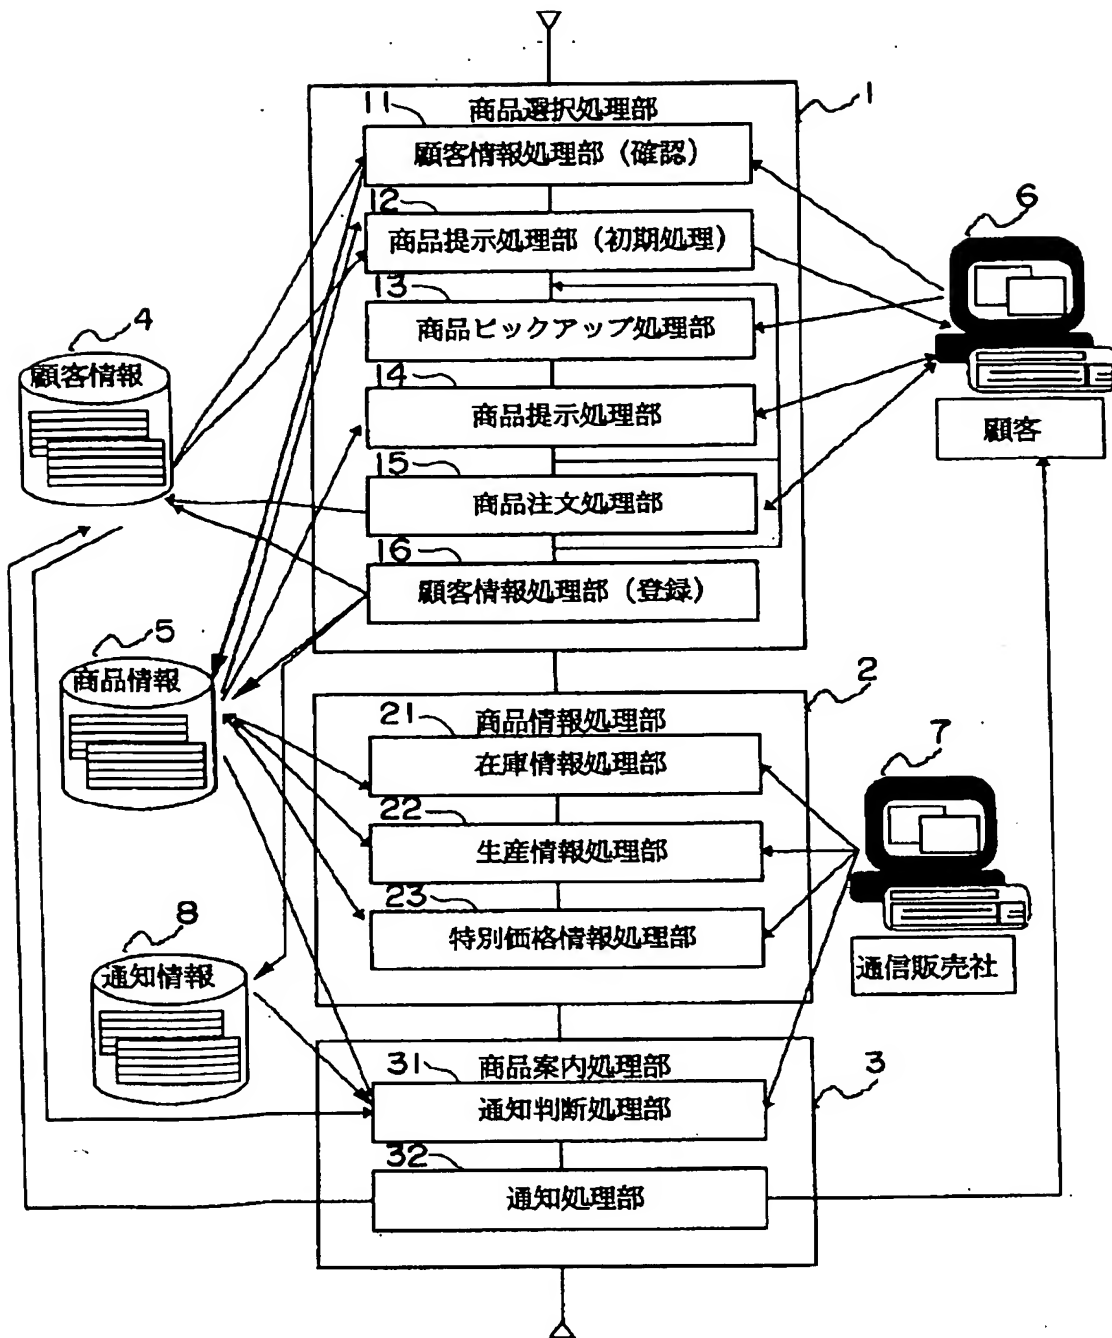 1
商品選択処理部
11
顧客情報処理部（確認）
12
商品提示処理部（初期処理）
13
商品ピックアップ処理部
14
商品提示処理部
15
商品注文処理部
16
顧客情報処理部（登録）
6
顧客
4
顧客情報
5
商品情報
2
商品情報処理部
21
在庫情報処理部
22
生産情報処理部
23
特別価格情報処理部
7
通信販売社
8
通知情報
3
商品案内処理部
31
通知判断処理部
32
通知処理部